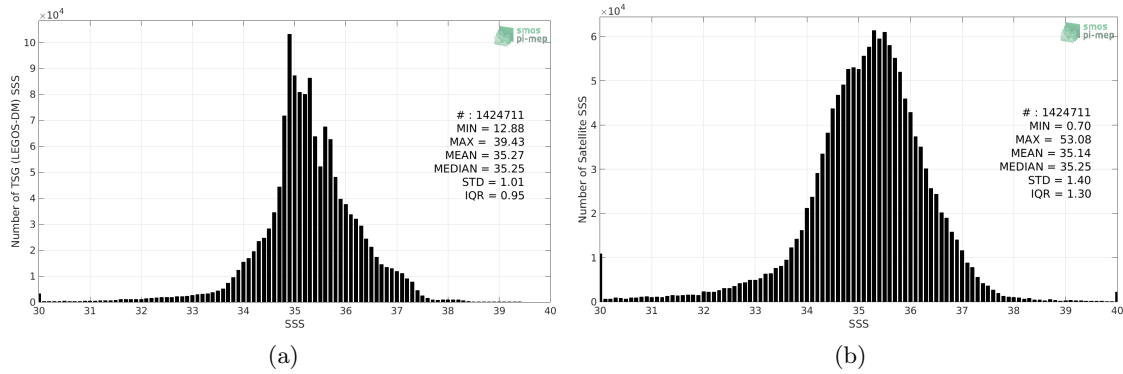 ×10⁴
smos
pi-mep
10
9
8
7
6
5
4
3
2
1
0
Number of TSG (LEGOS-DM) SSS
# : 1424711
MIN = 12.88
MAX = 39.43
MEAN = 35.27
MEDIAN = 35.25
STD = 1.01
IQR = 0.95
30 31 32 33 34 35 36 37 38 39 40
SSS
(a)
×10⁴
smos
pi-mep
6
5
4
3
2
1
0
Number of Satellite SSS
# : 1424711
MIN = 0.70
MAX = 53.08
MEAN = 35.14
MEDIAN = 35.25
STD = 1.40
IQR = 1.30
30 31 32 33 34 35 36 37 38 39 40
SSS
(b)